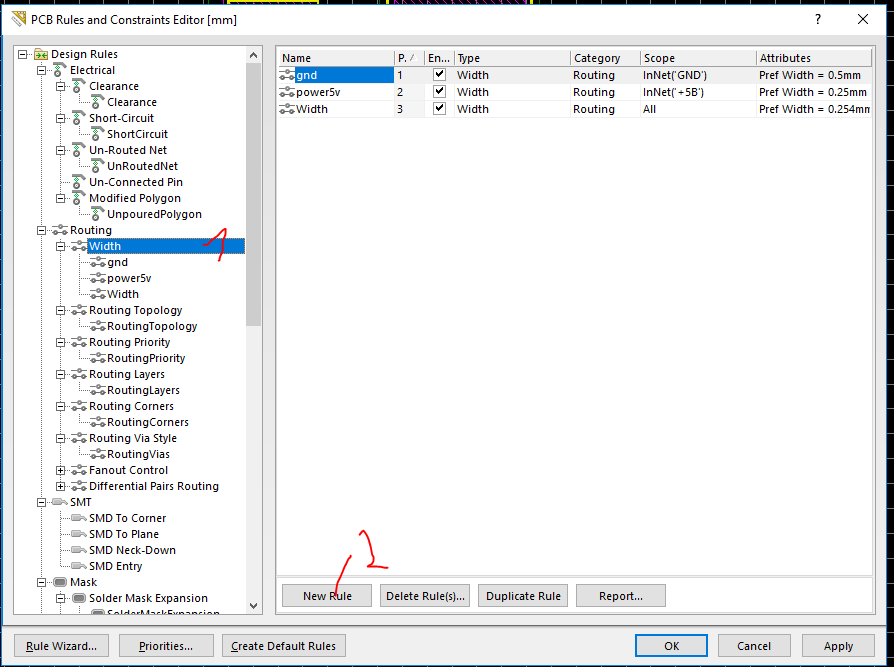 PCB Rules and Constraints Editor [mm]
?
Design Rules
Electrical
Clearance
Clearance
Short-Circuit
ShortCircuit
Un-Routed Net
UnRoutedNet
Un-Connected Pin
Modified Polygon
UnpouredPolygon
Routing
Width
1
gnd
power5v
Width
Routing Topology
RoutingTopology
Routing Priority
RoutingPriority
Routing Layers
RoutingLayers
Routing Corners
RoutingCorners
Routing Via Style
RoutingVias
Fanout Control
Differential Pairs Routing
SMT
SMD To Corner
SMD To Plane
SMD Neck-Down
SMD Entry
Mask
Solder Mask Expansion
SolderMaskExpansion
Name P. En... Type Category Scope Attributes
gnd 1 Width Routing InNet('GND') Pref Width = 0.5mm
power5v 2 Width Routing InNet('+5B') Pref Width = 0.25mm
Width 3 Width Routing All Pref Width = 0.254mm
2
New Rule Delete Rule(s)... Duplicate Rule Report...
Rule Wizard... Priorities... Create Default Rules OK Cancel Apply